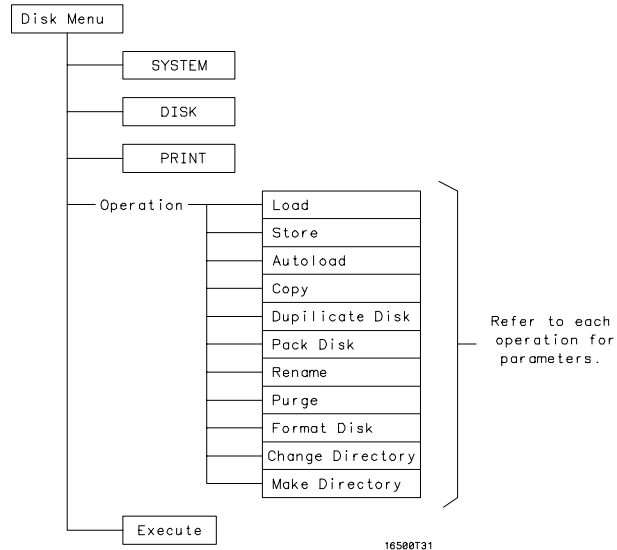 Disk Menu
SYSTEM
DISK
PRINT
Operation
Load
Store
Autoload
Copy
Dupilicate Disk
Pack Disk
Rename
Purge
Format Disk
Change Directory
Make Directory
Refer to each
operation for
parameters.
Execute
16500T31